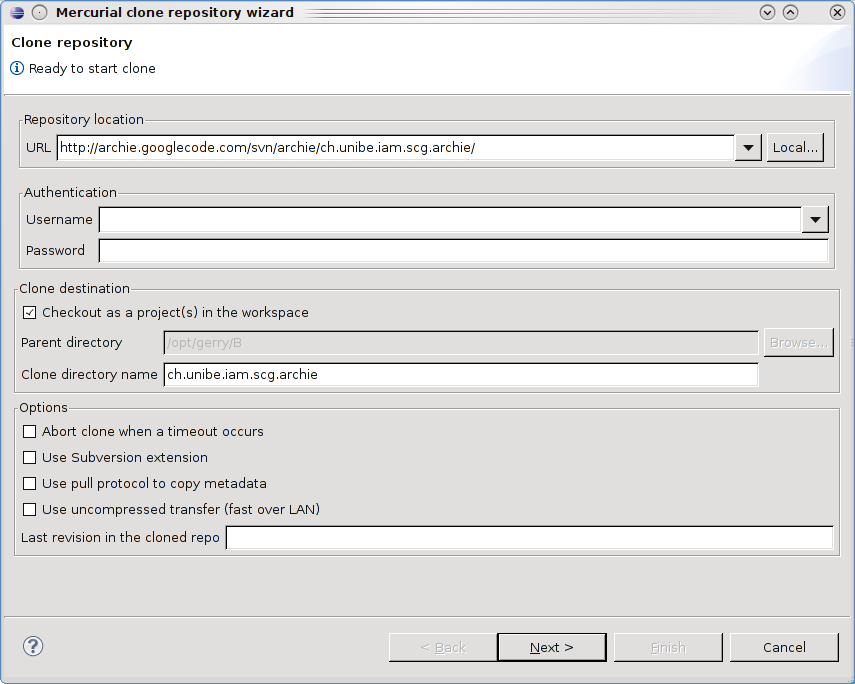 Mercurial clone repository wizard
Clone repository
Ready to start clone
Repository location
URL http://archie.googlecode.com/svn/archie/ch.unibe.iam.scg.archie/ Local...
Authentication
Username
Password
Clone destination
Checkout as a project(s) in the workspace
Parent directory /opt/gerry/B Browse...
Clone directory name ch.unibe.iam.scg.archie
Options
Abort clone when a timeout occurs
Use Subversion extension
Use pull protocol to copy metadata
Use uncompressed transfer (fast over LAN)
Last revision in the cloned repo
? < Back Next > Finish Cancel